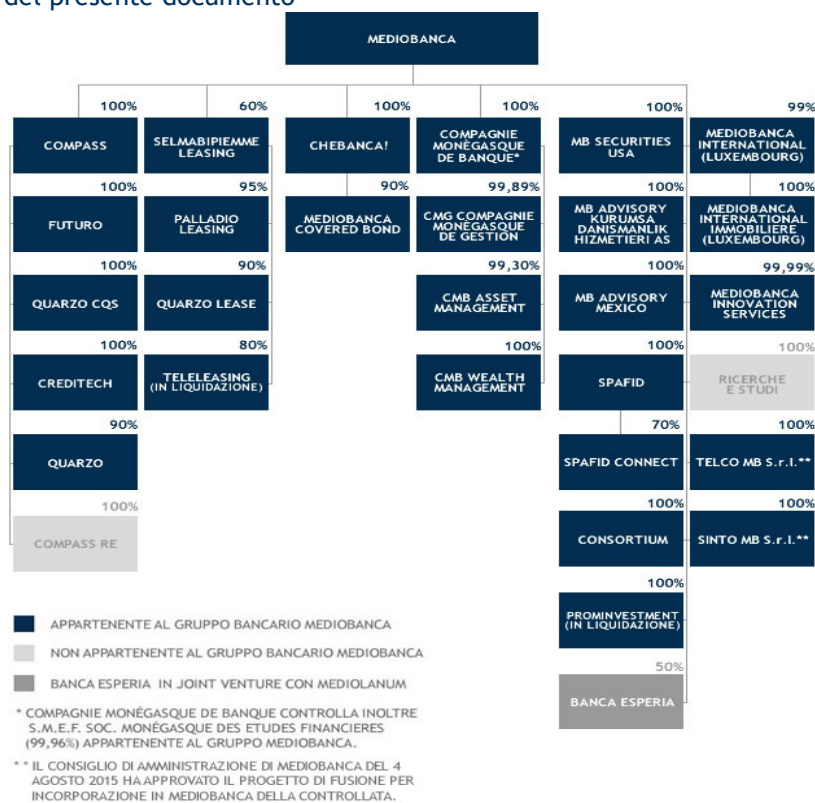 del presente documento
MEDIOBANCA
100%
60%
100%
100%
100%
99%
COMPASS
SELMABIPIEMME
LEASING
CHEBANCA!
COMPAGNIE
MONÈGASQUE
DE BANQUE*
MB SECURITIES
USA
MEDIOBANCA
INTERNATIONAL
(LUXEMBOURG)
100%
95%
90%
99,89%
100%
100%
FUTURO
PALLADIO
LEASING
MEDIOBANCA
COVERED BOND
CMG COMPAGNIE
MONÈGASQUE
DE GESTIÓN
MB ADVISORY
KURUMSA
DANISMANLIK
HIZMETIERI AS
MEDIOBANCA
INTERNATIONAL
IMMOBILIERE
(LUXEMBOURG)
100%
90%
99,30%
100%
99,99%
QUARZO CQS
QUARZO LEASE
CMB ASSET
MANAGEMENT
MB ADVISORY
MEXICO
MEDIOBANCA
INNOVATION
SERVICES
100%
80%
100%
100%
100%
CREDITECH
TELELEASING
(IN LIQUIDAZIONE)
CMB WEALTH
MANAGEMENT
SPAFID
RICERCHE
E STUDI
90%
70%
100%
QUARZO
SPAFID CONNECT
TELCO MB S.r.l.**
100%
100%
100%
COMPASS RE
CONSORTIUM
SINTO MB S.r.l.**
100%
PROMINVESTMENT
(IN LIQUIDAZIONE)
50%
BANCA ESPERIA
APPARTENENTE AL GRUPPO BANCARIO MEDIOBANCA
NON APPARTENENTE AL GRUPPO BANCARIO MEDIOBANCA
BANCA ESPERIA IN JOINT VENTURE CON MEDIOLANUM
* COMPAGNIE MONÉGASQUE DE BANQUE CONTROLLA INOLTRE
S.M.E.F. SOC. MONÉGASQUE DES ETUDES FINANCIERES
(99,96%) APPARTENENTE AL GRUPPO MEDIOBANCA.
** IL CONSIGLIO DI AMMINISTRAZIONE DI MEDIOBANCA DEL 4
AGOSTO 2015 HA APPROVATO IL PROGETTO DI FUSIONE PER
INCORPORAZIONE IN MEDIOBANCA DELLA CONTROLLATA.